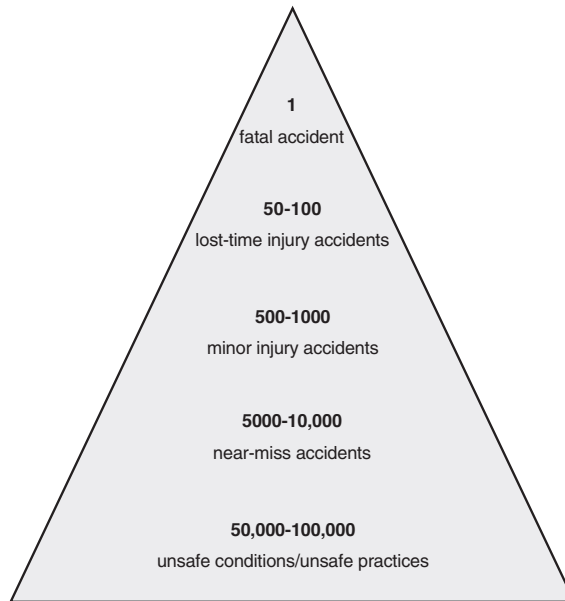 1
fatal accident
50-100
lost-time injury accidents
500-1000
minor injury accidents
5000-10,000
near-miss accidents
50,000-100,000
unsafe conditions/unsafe practices